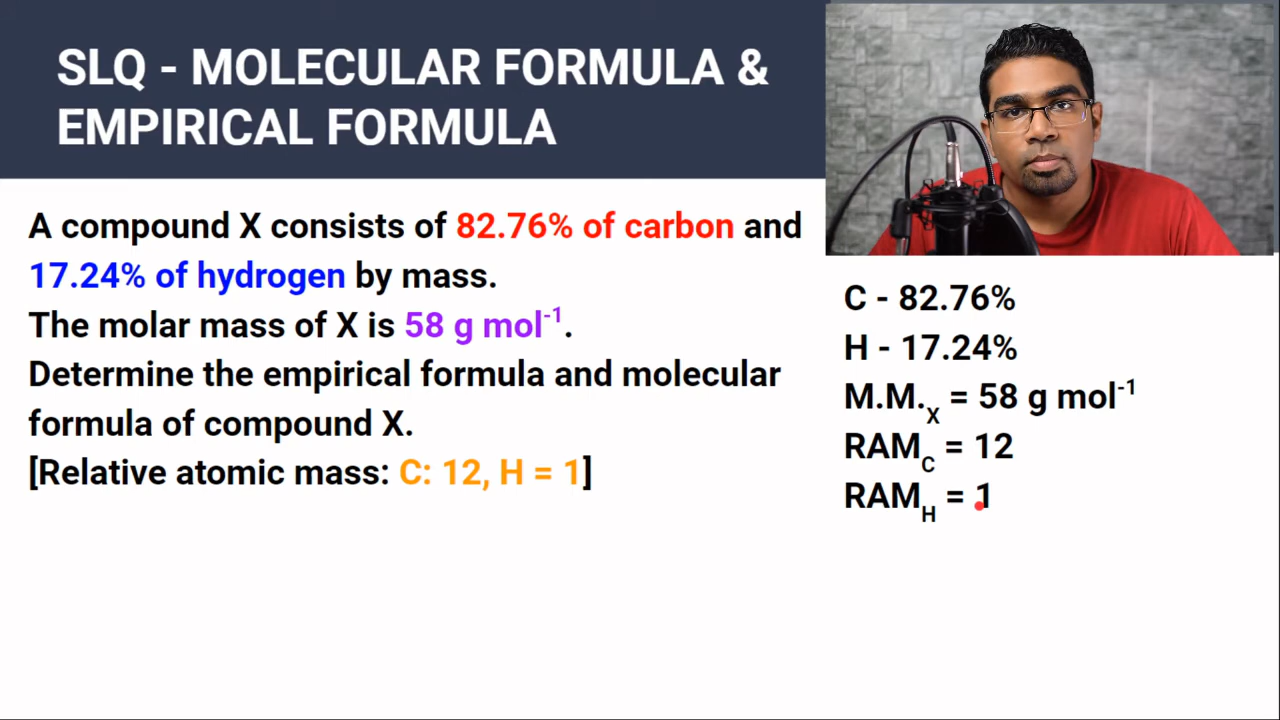 SLQ - MOLECULAR FORMULA &
EMPIRICAL FORMULA
A compound X consists of 82.76% of carbon and
17.24% of hydrogen by mass.
The molar mass of X is 58 g mol⁻¹.
Determine the empirical formula and molecular
formula of compound X.
[Relative atomic mass: C: 12, H = 1]
C - 82.76%
H - 17.24%
M.M.ₓ = 58 g mol⁻¹
RAM_C = 12
RAM_H = 1